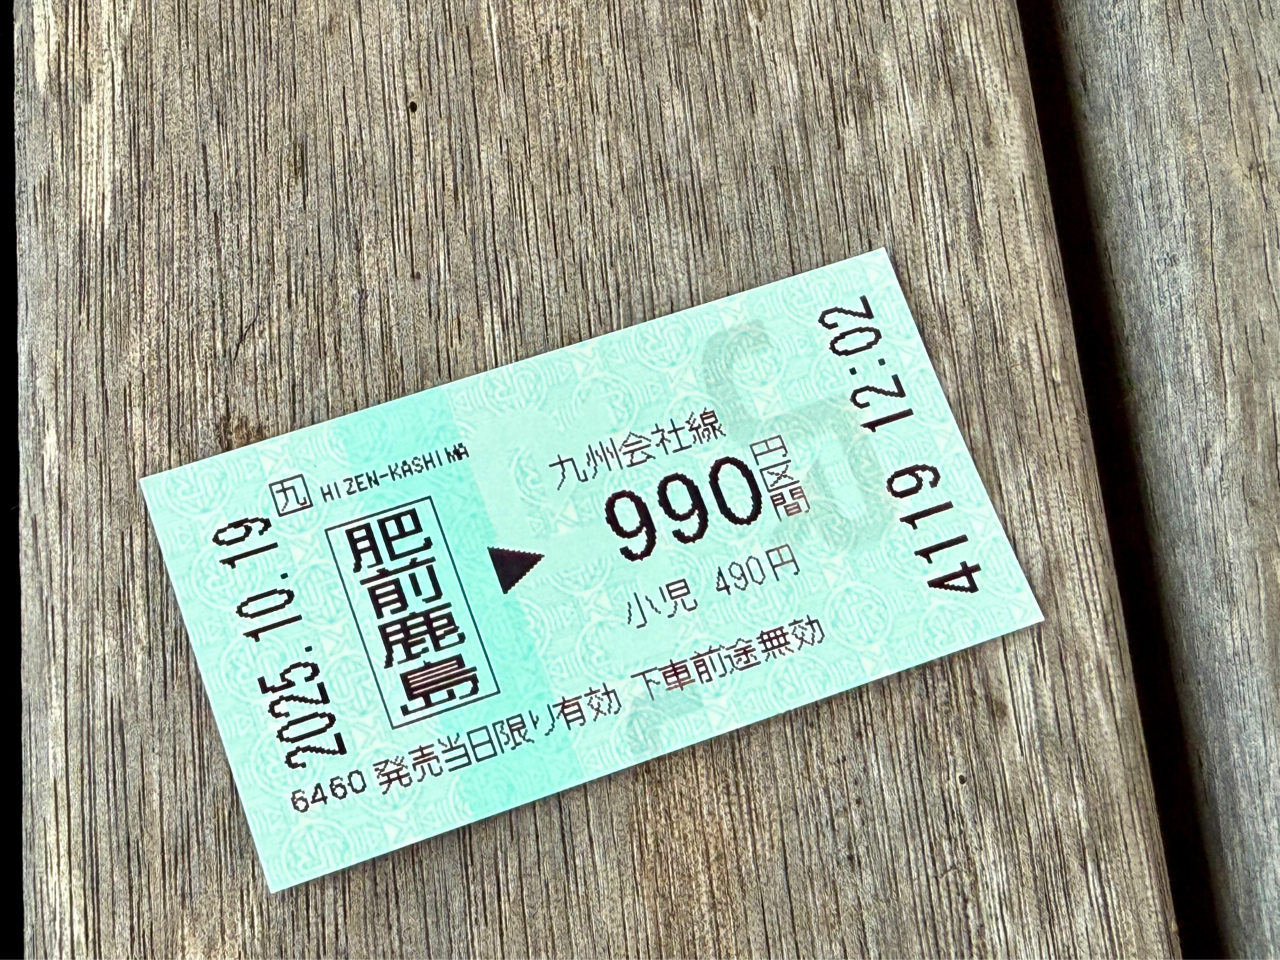 2025.10.19
九 HIZEN-KASHIMA
肥前鹿島
▶
九州会社線
990円区間
小児 490円
6460 発売当日限り有効 下車前途無効
4119 12:02